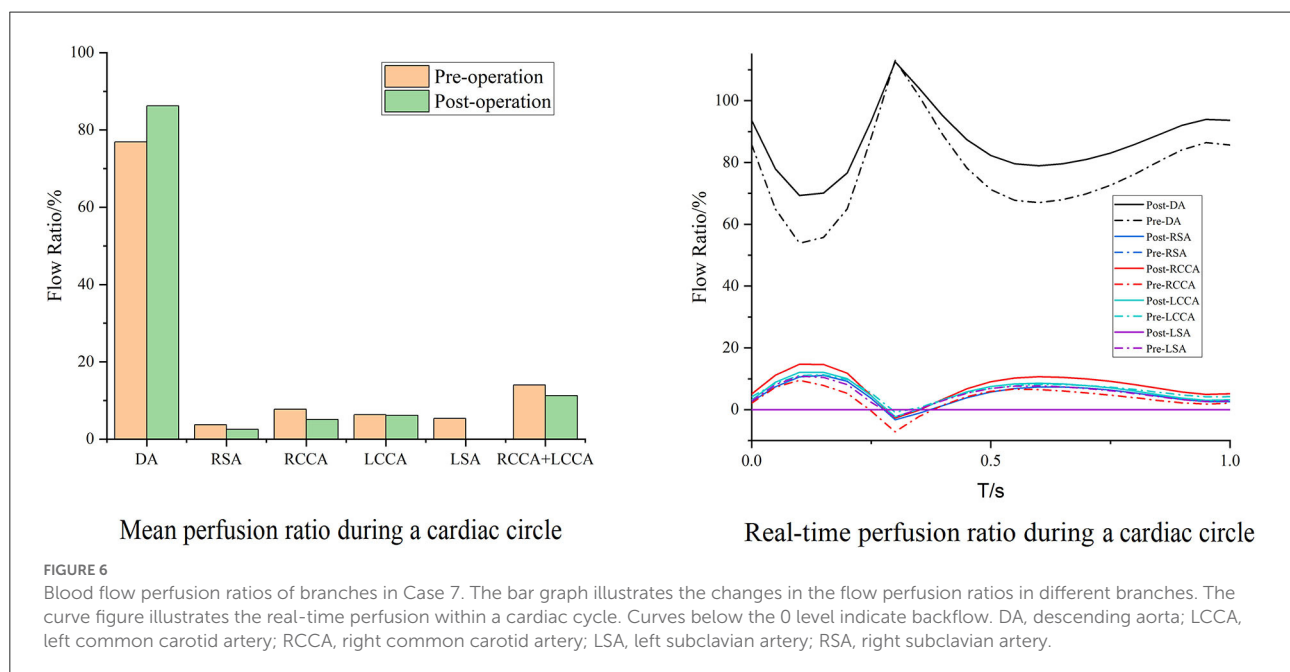 100
80
60
40
20
0
Flow Ratio/%
Pre-operation
Post-operation
DA
RSA
RCCA
LCCA
LSA
RCCA+LCCA
Mean perfusion ratio during a cardiac circle
100
80
60
40
20
0
Flow Ratio/%
Post-DA
Pre-DA
Post-RSA
Pre-RSA
Post-RCCA
Pre-RCCA
Post-LCCA
Pre-LCCA
Post-LSA
Pre-LSA
0.0
0.5
1.0
T/s
Real-time perfusion ratio during a cardiac circle
FIGURE 6
Blood flow perfusion ratios of branches in Case 7. The bar graph illustrates the changes in the flow perfusion ratios in different branches. The
curve figure illustrates the real-time perfusion within a cardiac cycle. Curves below the 0 level indicate backflow. DA, descending aorta; LCCA,
left common carotid artery; RCCA, right common carotid artery; LSA, left subclavian artery; RSA, right subclavian artery.